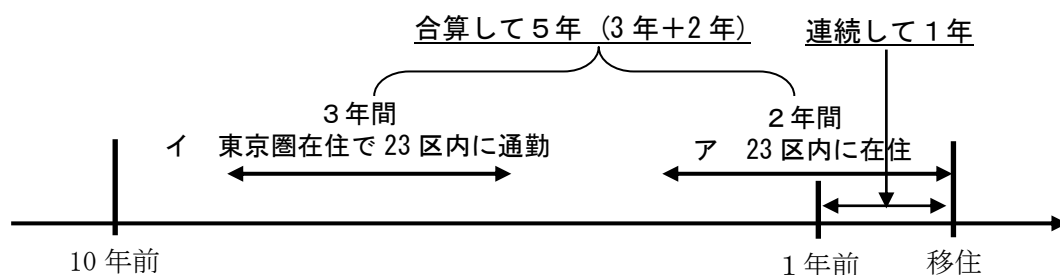 合算して５年（3 年＋2 年）
連続して１年
３年間
イ　東京圏在住で 23 区内に通勤
２年間
ア　23 区内に在住
10 年前
１年前
移住